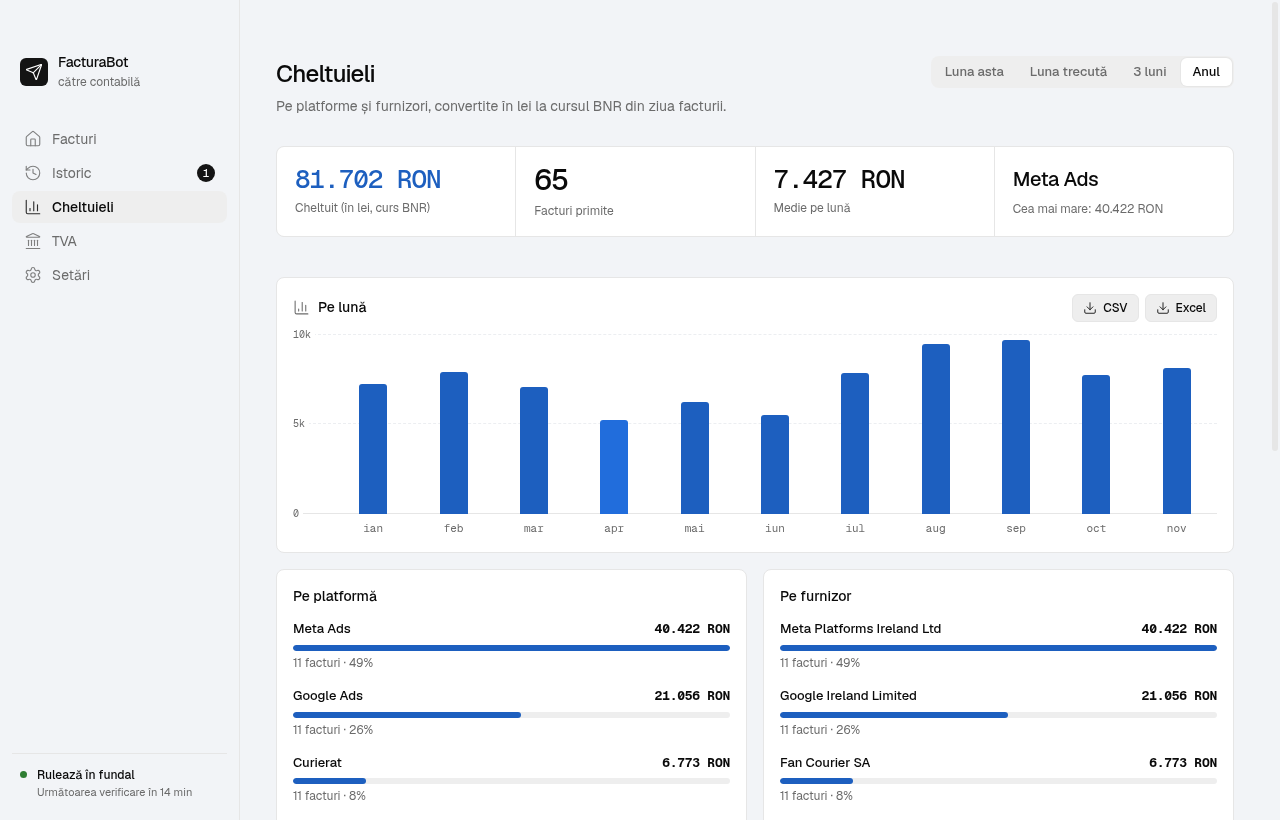 FacturaBot
către contabilă
Facturi
Istoric
1
Cheltuieli
TVA
Setări
Rulează în fundal
Următoarea verificare în 14 min
Cheltuieli
Pe platforme și furnizori, convertite în lei la cursul BNR din ziua facturii.
Luna asta
Luna trecută
3 luni
Anul
81.702 RON
Cheltuit (în lei, curs BNR)
65
Facturi primite
7.427 RON
Medie pe lună
Meta Ads
Cea mai mare: 40.422 RON
Pe lună
CSV
Excel
10k
5k
0
ian feb mar apr mai iun iul aug sep oct nov
Pe platformă
Meta Ads 40.422 RON
11 facturi · 49%
Google Ads 21.056 RON
11 facturi · 26%
Curierat 6.773 RON
11 facturi · 8%
Pe furnizor
Meta Platforms Ireland Ltd 40.422 RON
11 facturi · 49%
Google Ireland Limited 21.056 RON
11 facturi · 26%
Fan Courier SA 6.773 RON
11 facturi · 8%